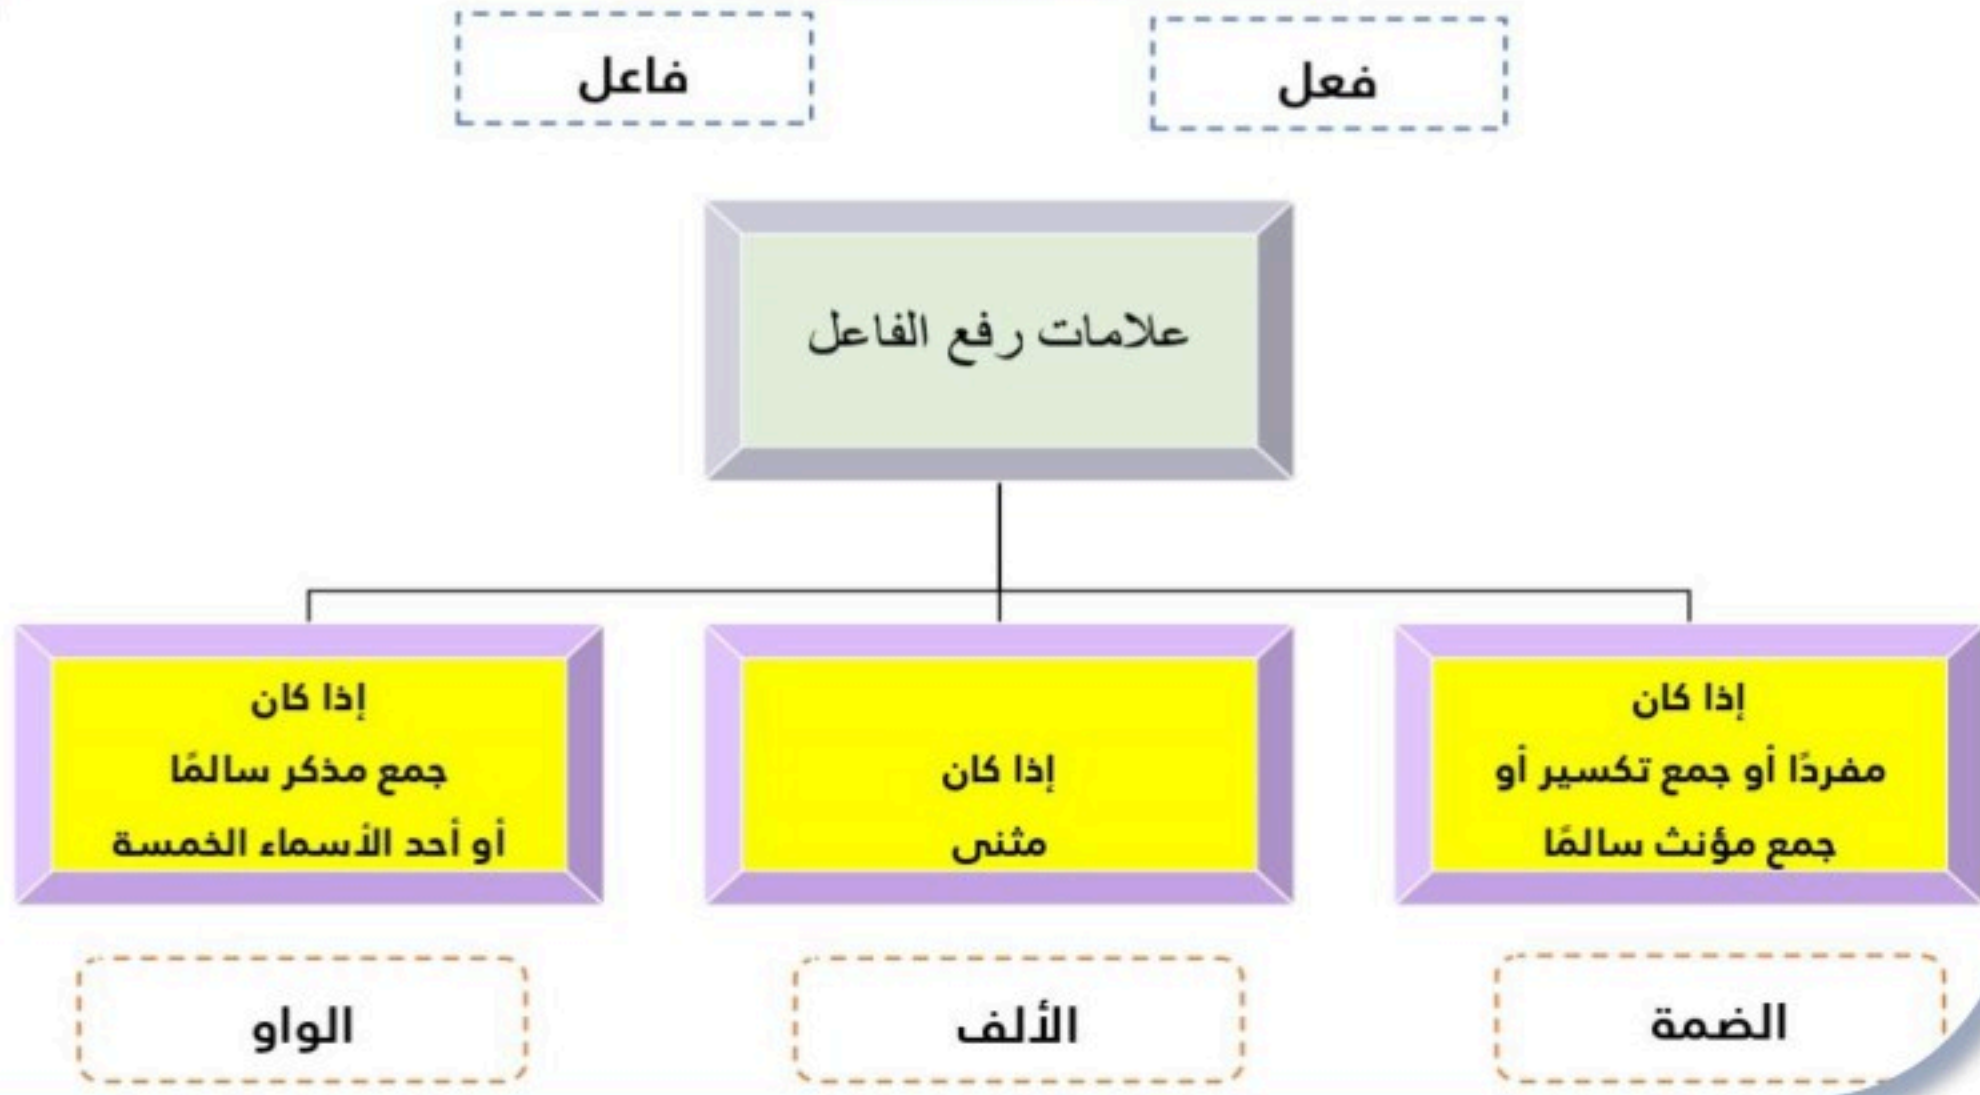 فعل
فاعل
علامات رفع الفاعل
إذا كان
مفردًا أو جمع تكسير أو
جمع مؤنث سالمًا
إذا كان
مثنى
إذا كان
جمع مذكر سالمًا
أو أحد الأسماء الخمسة
الضمة
الألف
الواو